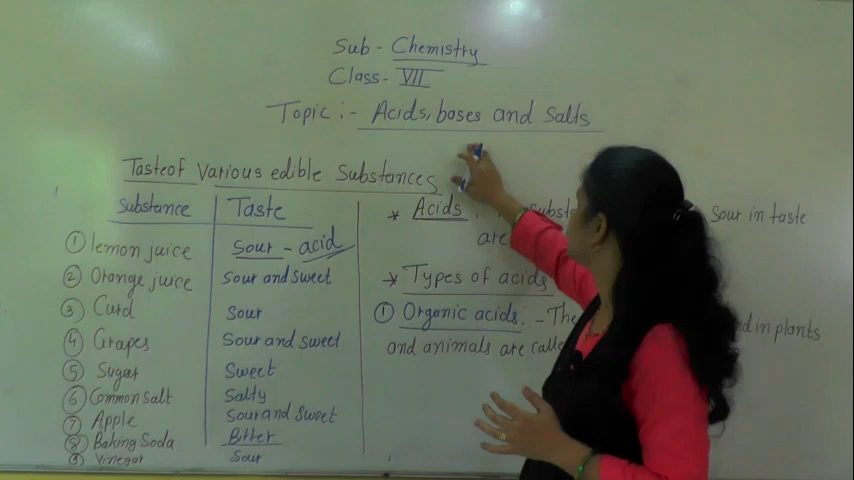 Sub - Chemistry
Class - VII
Topic :- Acids, bases and Salts
Taste of Various edible Substances
Substance Taste
① lemon juice Sour - acid
② Orange juice Sour and sweet
③ Curd Sour
④ Grapes Sour and sweet
⑤ Sugar Sweet
⑥ Common salt Salty
⑦ Apple Sour and sweet
⑧ Baking Soda Bitter
⑨ Vinegar Sour
* Acids : Sour in taste
are
* Types of acids
① Organic acids : - The in plants
and animals are